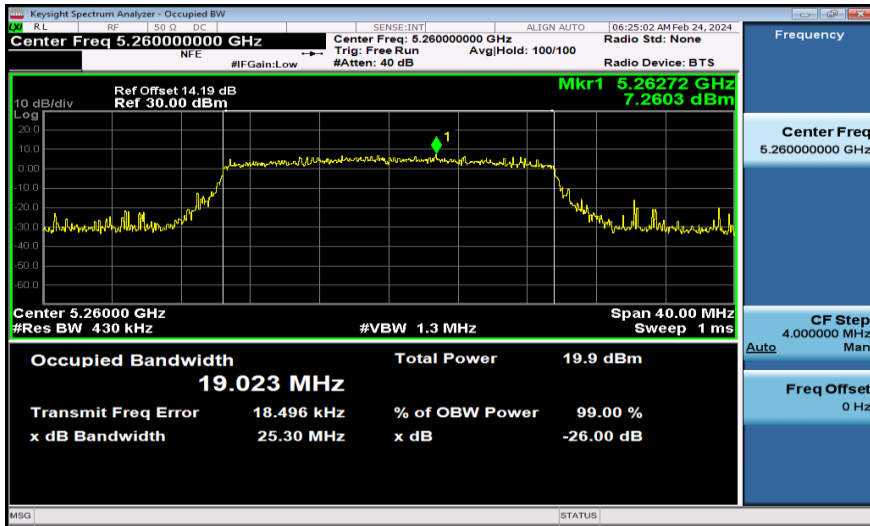 Keysight Spectrum Analyzer - Occupied BW
LXI RL RF 50 Ω DC SENSE:INT ALIGN AUTO 06:25:02 AM Feb 24, 2024
Center Freq 5.260000000 GHz
NFE
#IFGain:Low
Center Freq: 5.260000000 GHz
Trig: Free Run Avg|Hold: 100/100
#Atten: 40 dB
Radio Std: None
Radio Device: BTS
Ref Offset 14.19 dB
10 dB/div Ref 30.00 dBm
Mkr1 5.26272 GHz
7.2603 dBm
Log
20.0
10.0
0.00
-10.0
-20.0
-30.0
-40.0
-50.0
-60.0
1
Center 5.26000 GHz Span 40.00 MHz
#Res BW 430 kHz #VBW 1.3 MHz Sweep 1 ms
Occupied Bandwidth Total Power 19.9 dBm
19.023 MHz
Transmit Freq Error 18.496 kHz % of OBW Power 99.00 %
x dB Bandwidth 25.30 MHz x dB -26.00 dB
MSG STATUS
Frequency
Center Freq
5.260000000 GHz
CF Step
4.000000 MHz
Auto Man
Freq Offset
0 Hz